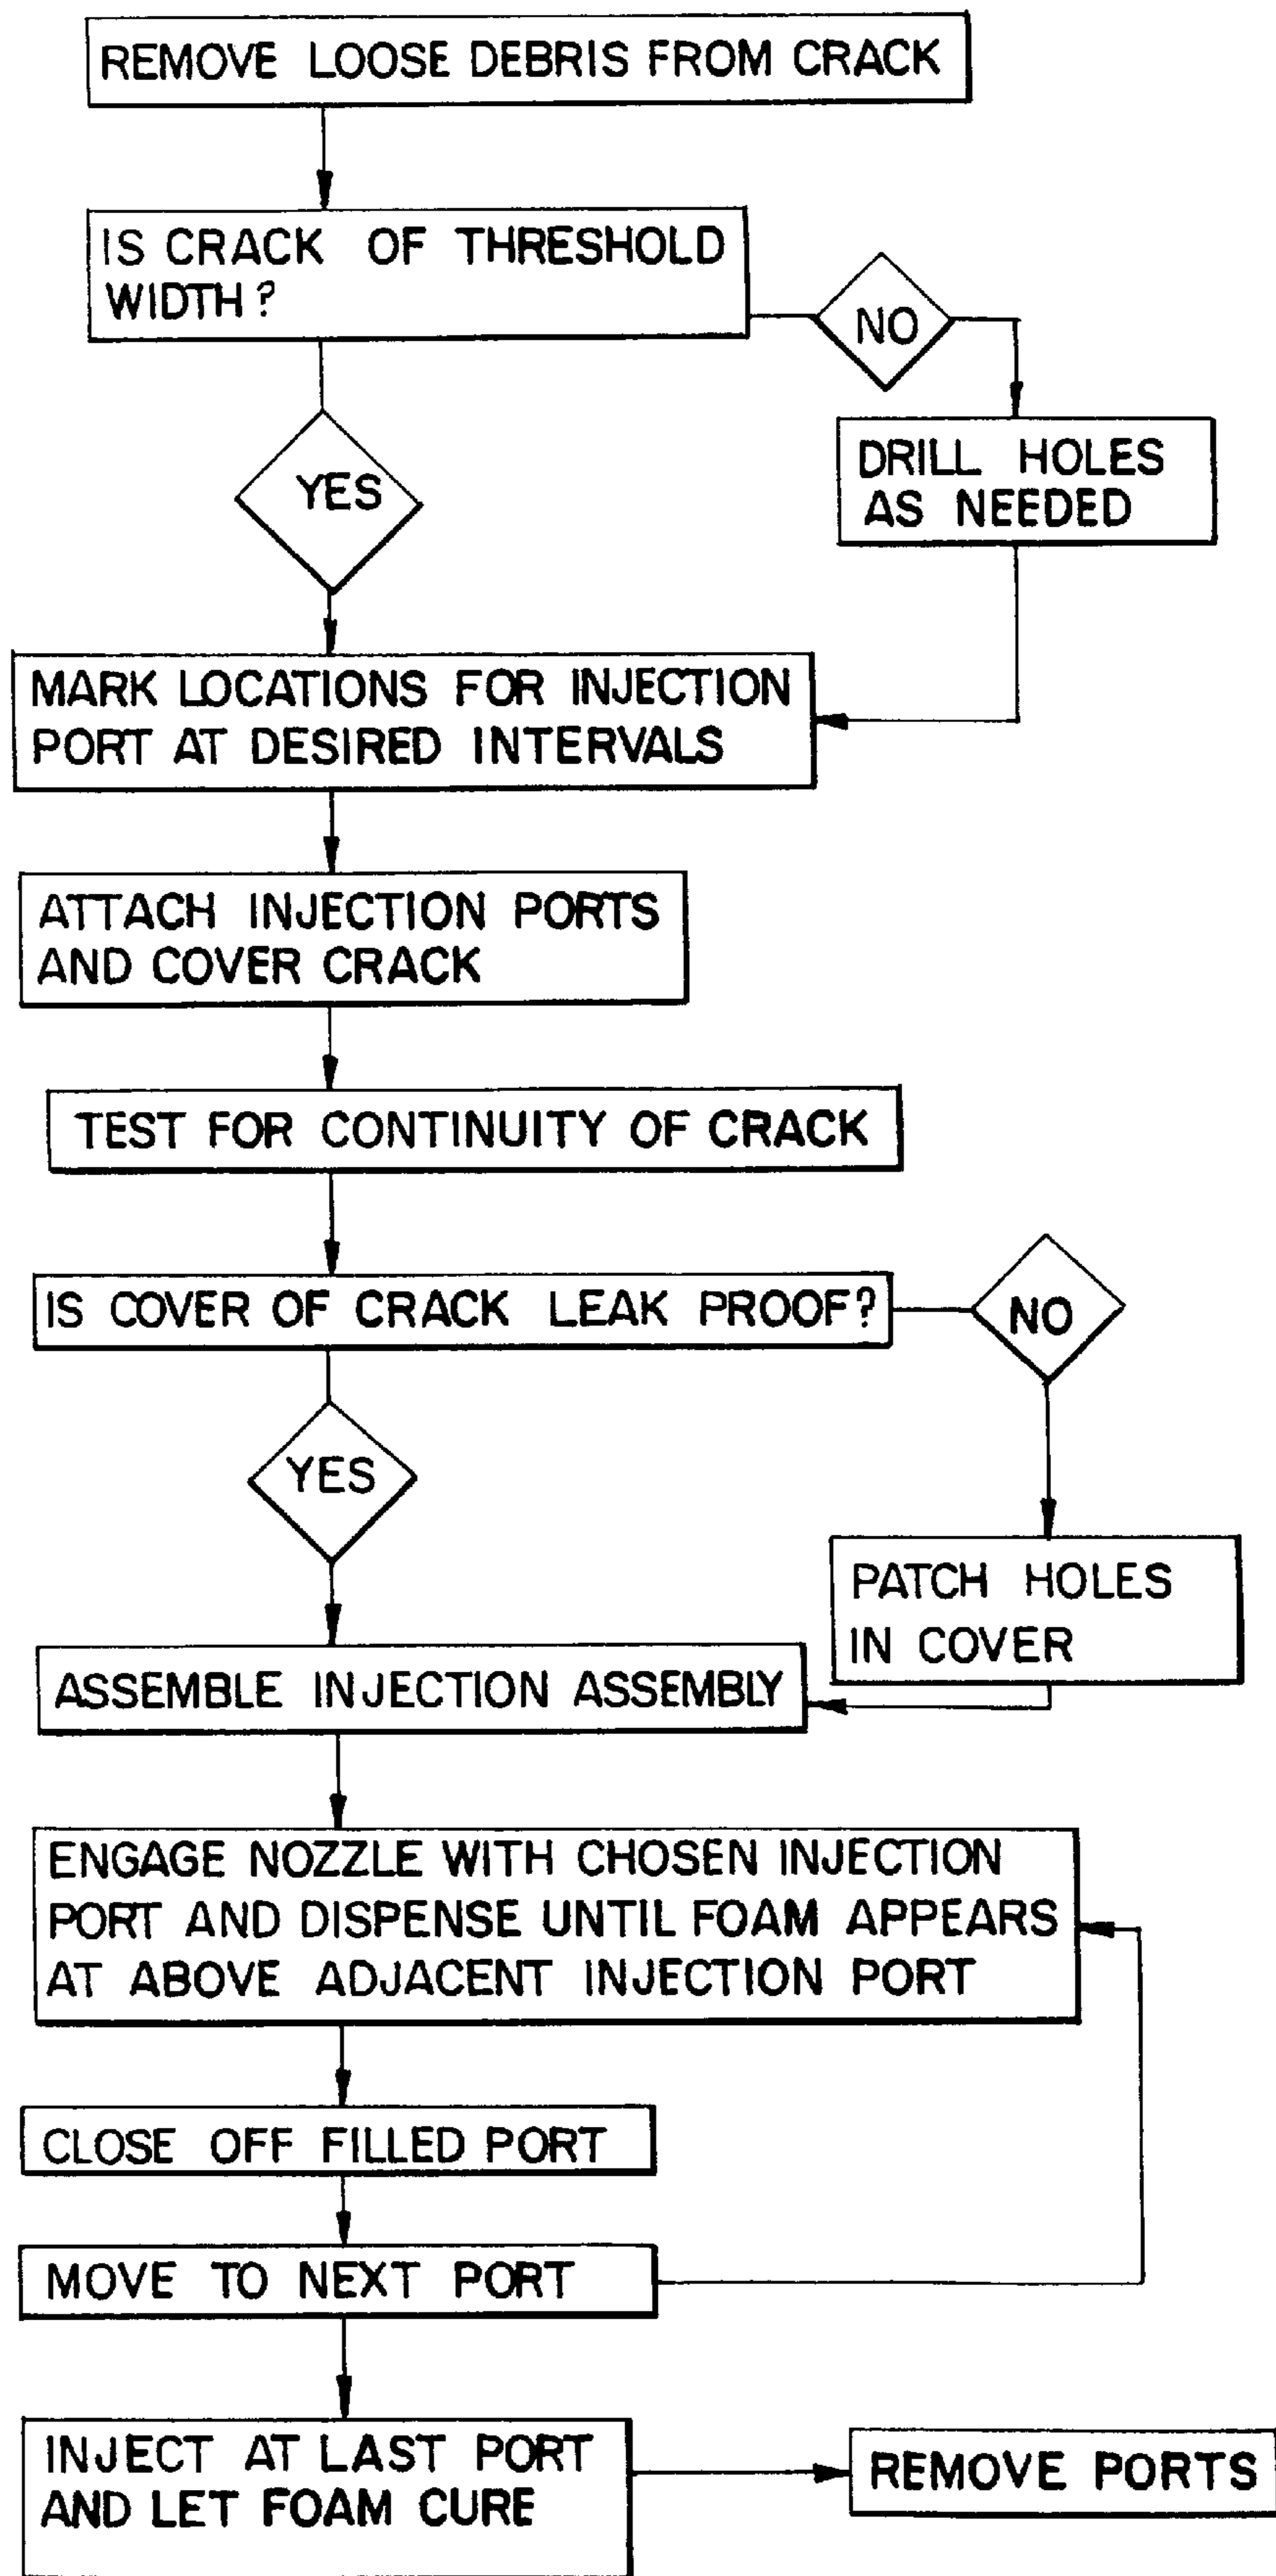 REMOVE LOOSE DEBRIS FROM CRACK
IS CRACK OF THRESHOLD
WIDTH?
NO
YES
DRILL HOLES
AS NEEDED
MARK LOCATIONS FOR INJECTION
PORT AT DESIRED INTERVALS
ATTACH INJECTION PORTS
AND COVER CRACK
TEST FOR CONTINUITY OF CRACK
IS COVER OF CRACK LEAK PROOF?
NO
YES
PATCH HOLES
IN COVER
ASSEMBLE INJECTION ASSEMBLY
ENGAGE NOZZLE WITH CHOSEN INJECTION
PORT AND DISPENSE UNTIL FOAM APPEARS
AT ABOVE ADJACENT INJECTION PORT
CLOSE OFF FILLED PORT
MOVE TO NEXT PORT
INJECT AT LAST PORT
AND LET FOAM CURE
REMOVE PORTS